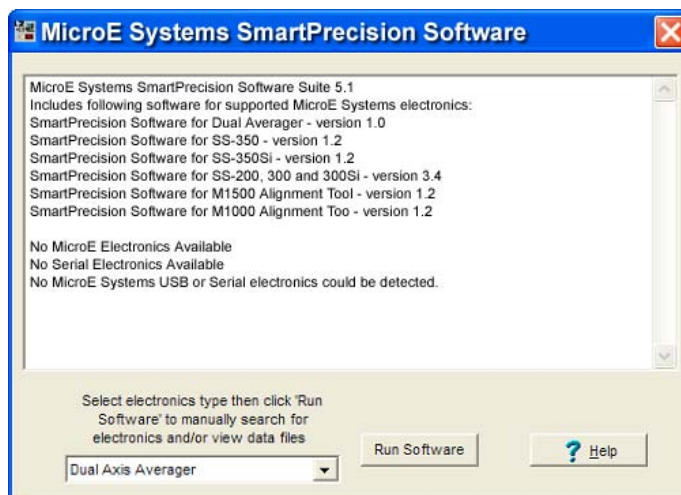 MicroE Systems SmartPrecision Software
MicroE Systems SmartPrecision Software Suite 5.1
Includes following software for supported MicroE Systems electronics:
SmartPrecision Software for Dual Averager - version 1.0
SmartPrecision Software for SS-350 - version 1.2
SmartPrecision Software for SS-350Si - version 1.2
SmartPrecision Software for SS-200, 300 and 300Si - version 3.4
SmartPrecision Software for M1500 Alignment Tool - version 1.2
SmartPrecision Software for M1000 Alignment Too - version 1.2
No MicroE Electronics Available
No Serial Electronics Available
No MicroE Systems USB or Serial electronics could be detected.
Select electronics type then click 'Run
Software' to manually search for
electronics and/or view data files
Dual Axis Averager
Run Software
? Help